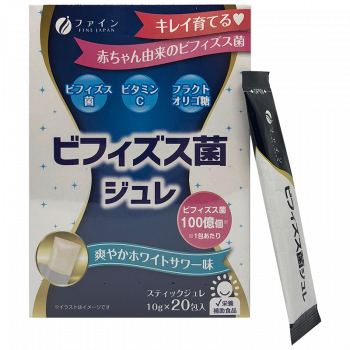 ファイン
FINE JAPAN
キレイ育てる♥
赤ちゃん由来のビフィズス菌
ビフィズス菌
ビタミンC
フラクトオリゴ糖
ビフィズス菌
ジュレ
ビフィズス菌
100億個※
※1包あたり
爽やかホワイトサワー味
※イラストはイメージです
スティックジュレ
10g×20包入
栄養
補助食品
ファイン
ビフィズス菌ジュレ